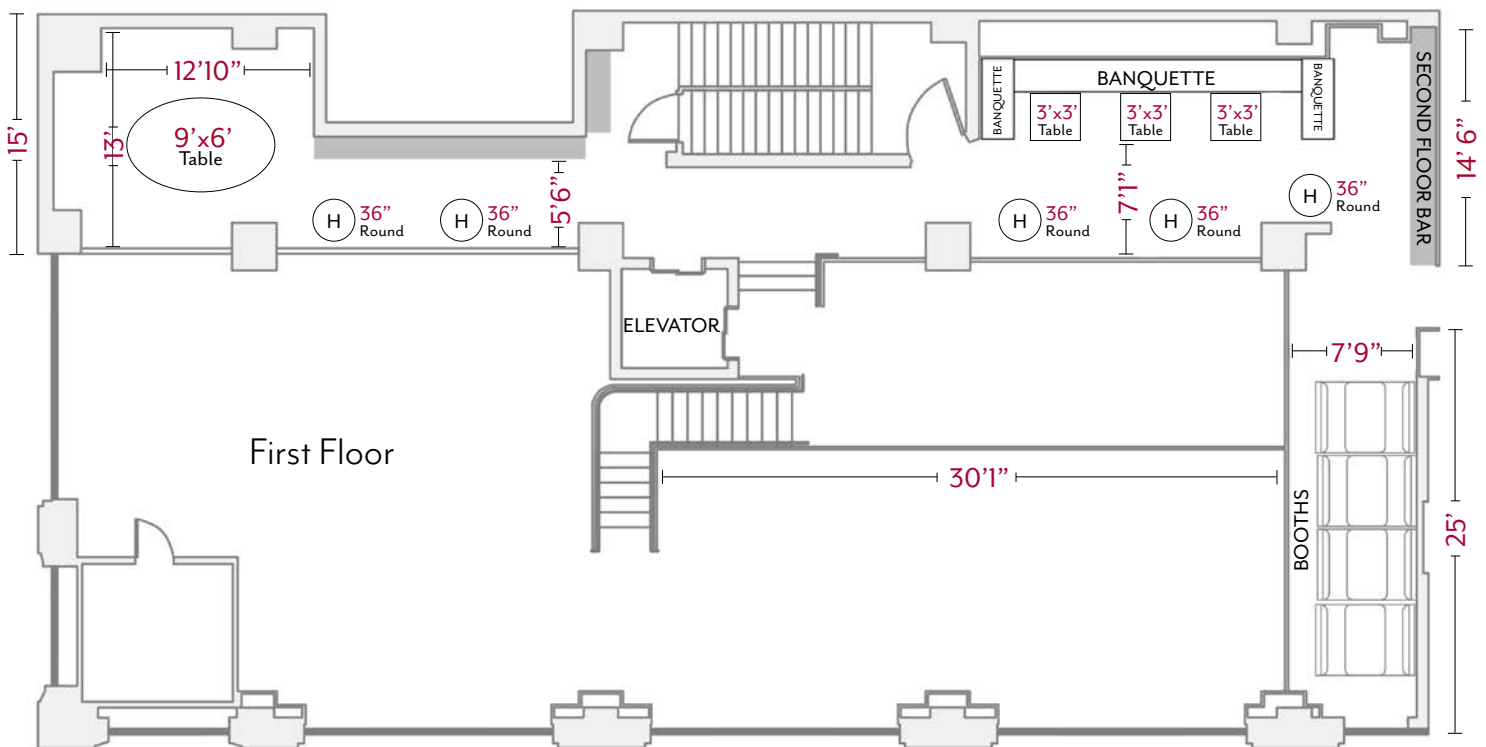 12'10"
15'
13'
9'x6'
Table
H
36"
Round
H
36"
Round
5'6"
BANQUETTE
BANQUETTE
BANQUETTE
3'x3'
Table
3'x3'
Table
3'x3'
Table
7'1"
H
36"
Round
H
36"
Round
H
36"
Round
SECOND FLOOR BAR
14' 6"
ELEVATOR
7'9"
First Floor
30'1"
BOOTHS
25'